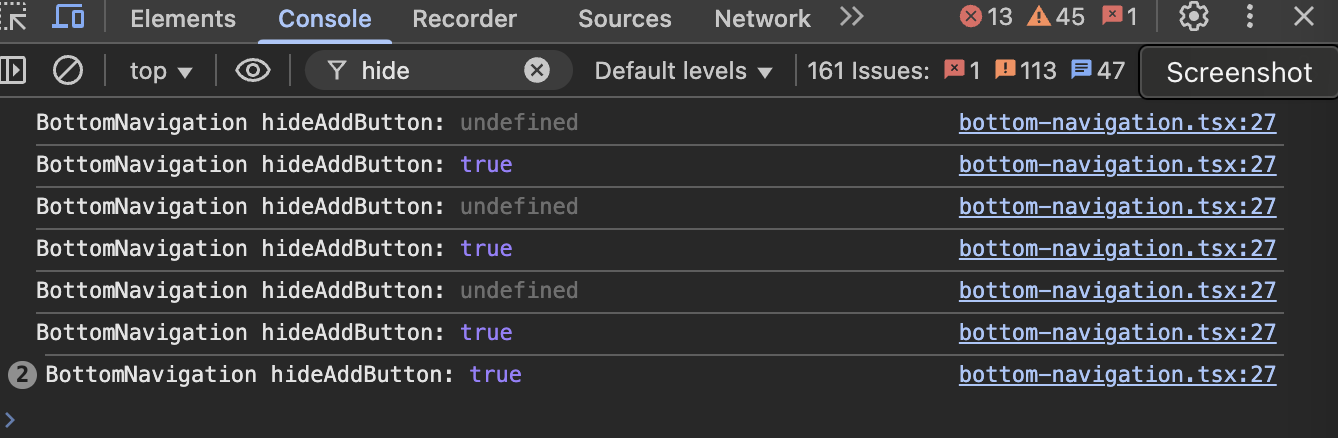 Elements Console Recorder Sources Network 13 45 1
top hide Default levels 161 Issues: 1 113 47 Screenshot
BottomNavigation hideAddButton: undefined bottom-navigation.tsx:27
BottomNavigation hideAddButton: true bottom-navigation.tsx:27
BottomNavigation hideAddButton: undefined bottom-navigation.tsx:27
BottomNavigation hideAddButton: true bottom-navigation.tsx:27
BottomNavigation hideAddButton: undefined bottom-navigation.tsx:27
BottomNavigation hideAddButton: true bottom-navigation.tsx:27
2 BottomNavigation hideAddButton: true bottom-navigation.tsx:27